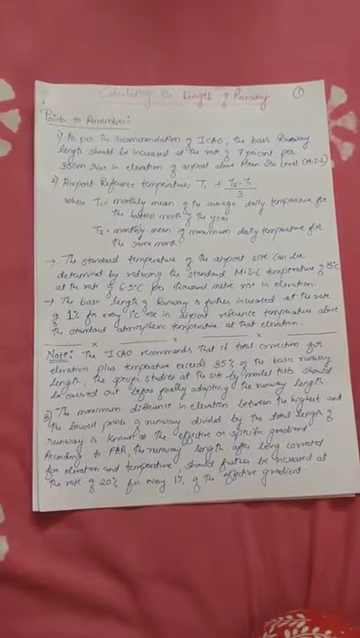 Calculating the Length of Runway
①
Points to Remember:
1) As per the recommendation of ICAO, the basic Runway
length should be increased at the rate of 7 percent per
300m rise in elevation of airport above Mean Sea Level (M.S.L)
2) Airport Reference temperature: T₁ + (T₂-T₁)/3
where T₁ = monthly mean of the average daily temperature for
the hottest month of the year
T₂ = monthly mean of maximum daily temperature for
the same month
→ The standard temperature of the airport site can be
determined by reducing the standard M.S.L temperature of 15°C
at the rate of 6.5°C per thousand metre rise in elevation.
→ The basic length of Runway is further increased at the rate
of 1% for every 1°C rise in airport reference temperature above
the standard atmospheric temperature at that elevation.
Note: The ICAO recommends that if total correction for
elevation plus temperature exceeds 35% of the basic runway
length, the specific studies at the site by model tests should
be carried out before finally adapting the runway length.
3) The maximum difference in elevation between the highest and
the lowest points of runway divided by the total length of
runway is known as the effective or specific gradient.
According to FAA, the runway length after being corrected
for elevation and temperature should further be increased at
the rate of 20% for every 1% of the effective gradient.